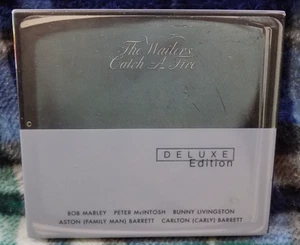 The Wailers
Catch A Fire
DELUXE
Edition
BOB MARLEY PETER McINTOSH BUNNY LIVINGSTON
ASTON (FAMILY MAN) BARRETT CARLTON (CARLY) BARRETT